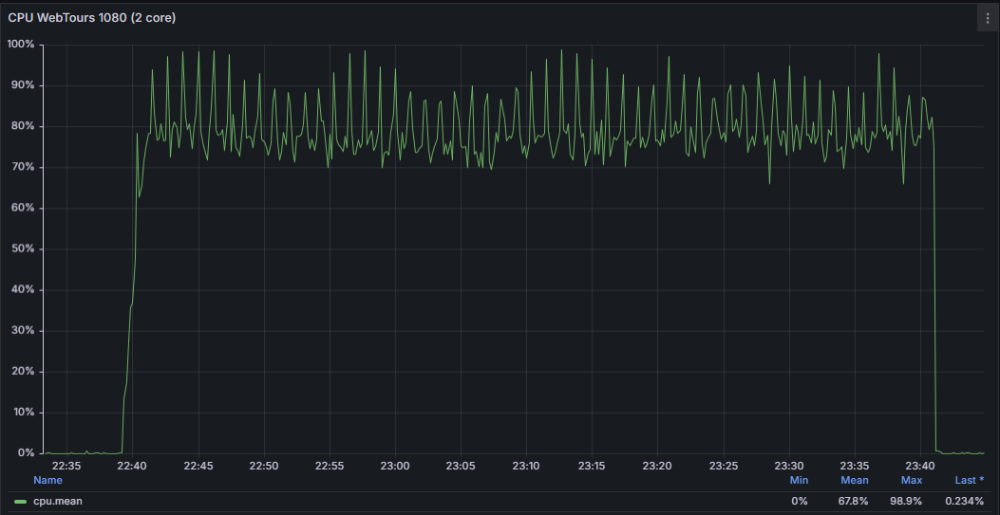 CPU WebTours 1080 (2 core)
100%
90%
80%
70%
60%
50%
40%
30%
20%
10%
0%
22:35 22:40 22:45 22:50 22:55 23:00 23:05 23:10 23:15 23:20 23:25 23:30 23:35 23:40
Name Min Mean Max Last *
cpu.mean 0% 67.8% 98.9% 0.234%